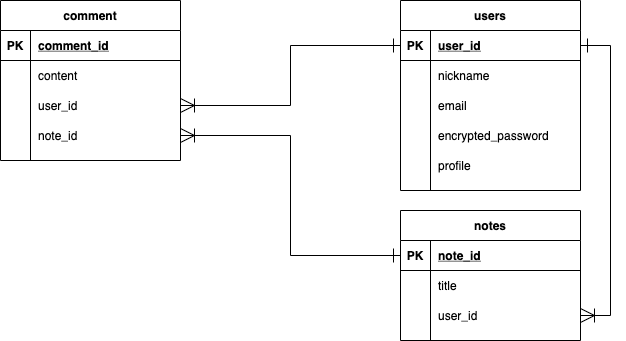 comment
PK comment_id
content
user_id
note_id
users
PK user_id
nickname
email
encrypted_password
profile
notes
PK note_id
title
user_id